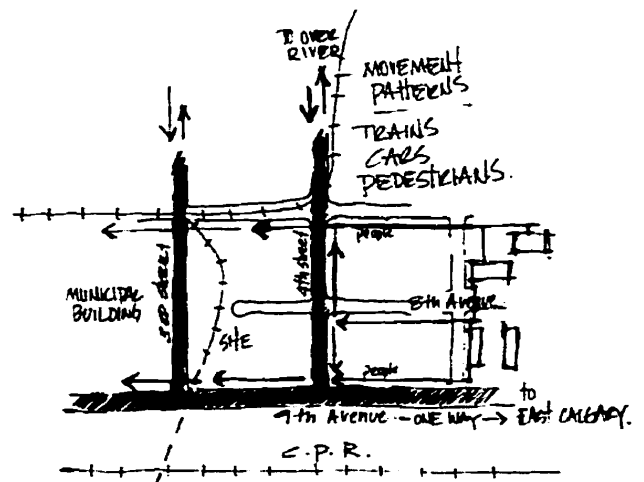 TO OVER
RIVER
MOVEMENT
PATTERNS
TRAINS
CARS
PEDESTRIANS.
people
3RD street
4th street
MUNICIPAL
BUILDING
8th Avenue
SITE
people
to
9th Avenue - ONE WAY → EAST CALGARY.
C.P.R.